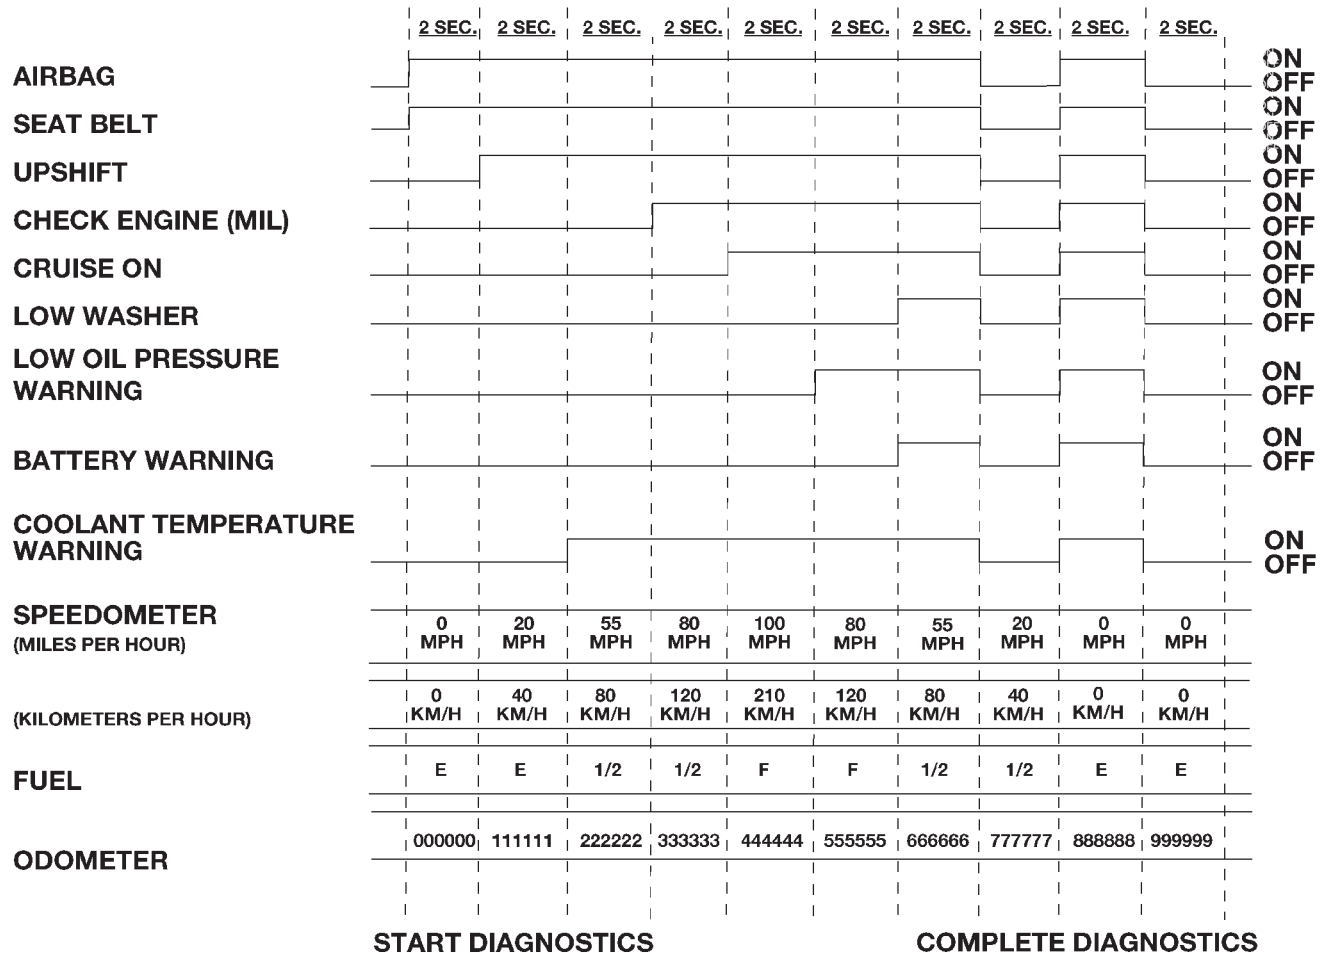 2 SEC. 2 SEC. 2 SEC. 2 SEC. 2 SEC. 2 SEC. 2 SEC. 2 SEC. 2 SEC. 2 SEC.
AIRBAG ON
OFF
SEAT BELT ON
OFF
UPSHIFT ON
OFF
CHECK ENGINE (MIL) ON
OFF
CRUISE ON ON
OFF
LOW WASHER ON
OFF
LOW OIL PRESSURE
WARNING ON
OFF
BATTERY WARNING ON
OFF
COOLANT TEMPERATURE
WARNING ON
OFF
SPEEDOMETER 0 20 55 80 100 80 55 20 0 0
(MILES PER HOUR) MPH MPH MPH MPH MPH MPH MPH MPH MPH MPH
0 40 80 120 210 120 80 40 0 0
(KILOMETERS PER HOUR) KM/H KM/H KM/H KM/H KM/H KM/H KM/H KM/H KM/H KM/H
FUEL E E 1/2 1/2 F F 1/2 1/2 E E
ODOMETER 000000 111111 222222 333333 444444 555555 666666 777777 888888 999999
START DIAGNOSTICS COMPLETE DIAGNOSTICS